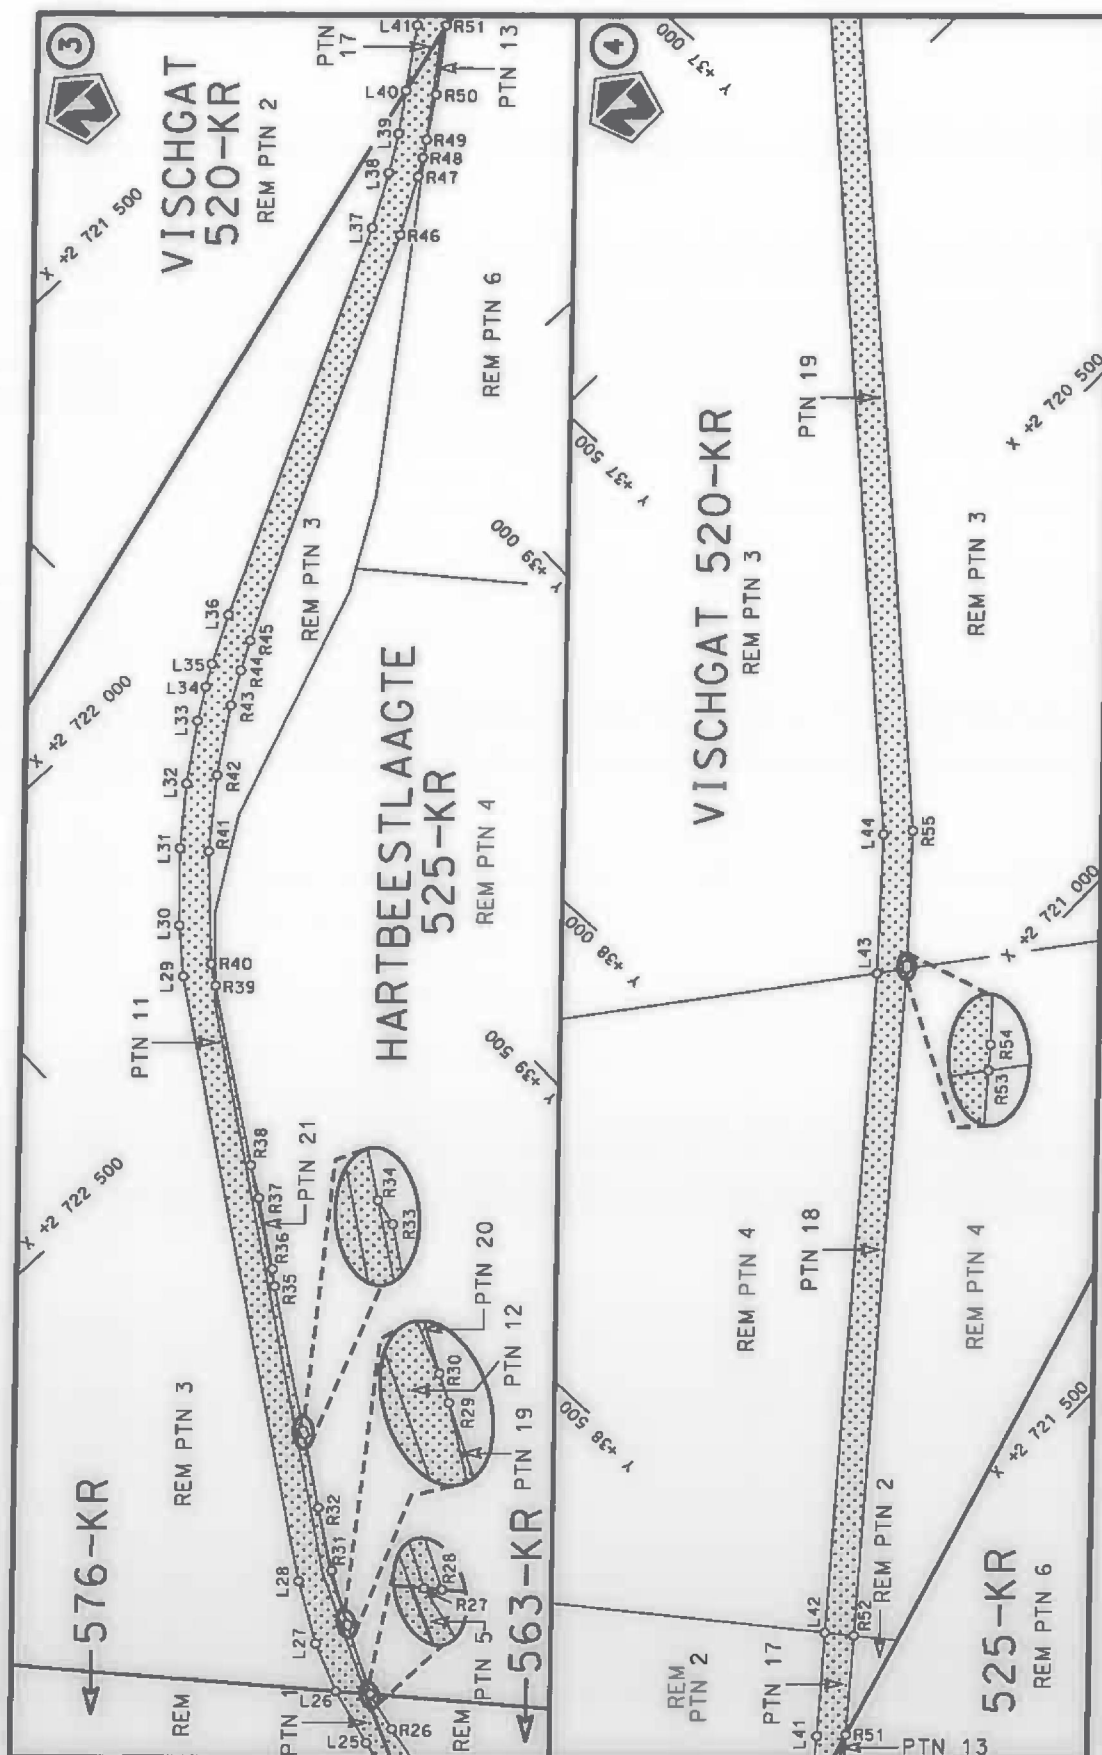 3
VISCHGAT
520-KR
REM PTN 2
X +2 721 500
L41
R51
PTN
17
PTN 13
L40
R50
L39
R49
R48
L38
R47
L37
R46
REM PTN 6
Y +39 000
REM PTN 3
L36
R45
L35
R44
L34
R43
L33
X +2 722 000
L32
R42
L31
R41
HARTBEESTLAAGTE
525-KR
REM PTN 4
L30
R40
L29
R39
PTN 11
Y +39 500
R38
PTN 21
R37
X +2 722 500
R36
R35
R34
R33
PTN 20
PTN 12
R30
R29
PTN 19
REM PTN 3
R32
R31
R28
R27
L28
L27
PTN 5
576-KR
563-KR
L26
REM
PTN 1
L25
R26
REM
4
Y +37 000
PTN 19
X +2 720 500
Y +37 500
VISCHGAT 520-KR
REM PTN 3
REM PTN 3
L44
R55
L43
X +2 721 000
Y +38 000
R54
R53
PTN 18
REM PTN 4
REM PTN 4
Y +38 500
X +2 721 500
REM PTN 2
L42
R52
REM
PTN 2
PTN 17
525-KR
REM PTN 6
L41
R51
PTN 13